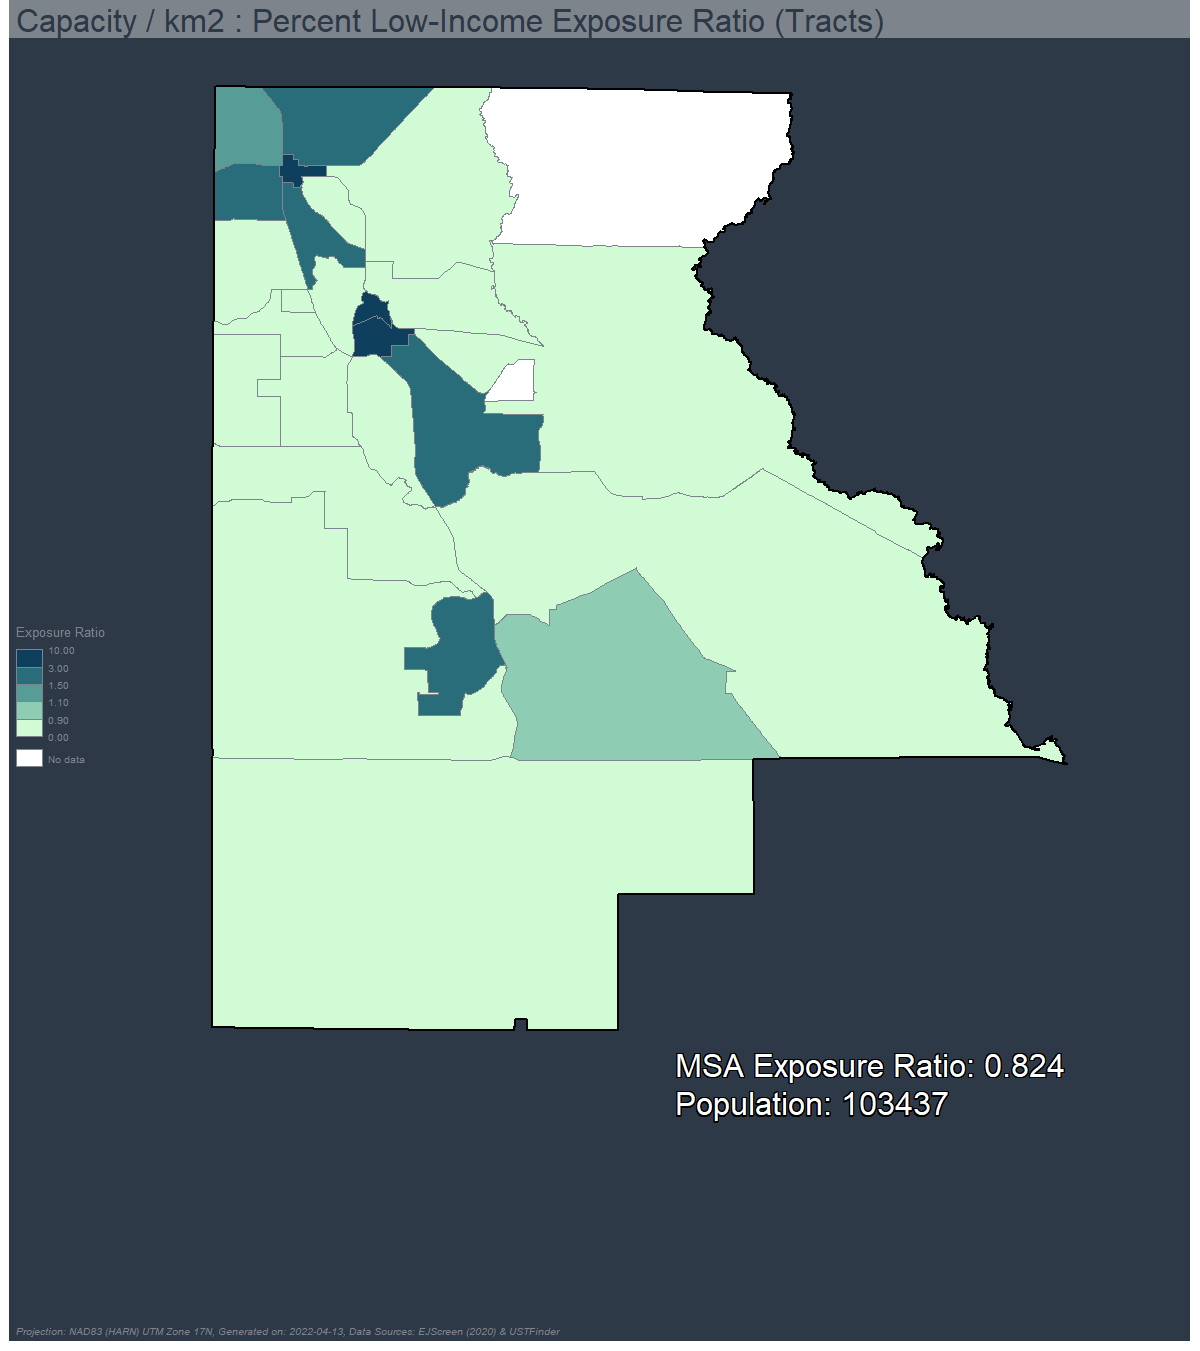 Capacity / km2 : Percent Low-Income Exposure Ratio (Tracts)
Exposure Ratio
10.00
3.00
1.50
1.10
0.90
0.00
No data
MSA Exposure Ratio: 0.824
Population: 103437
Projection: NAD83 (HARN) UTM Zone 17N, Generated on: 2022-04-13, Data Sources: EJScreen (2020) & USTFinder